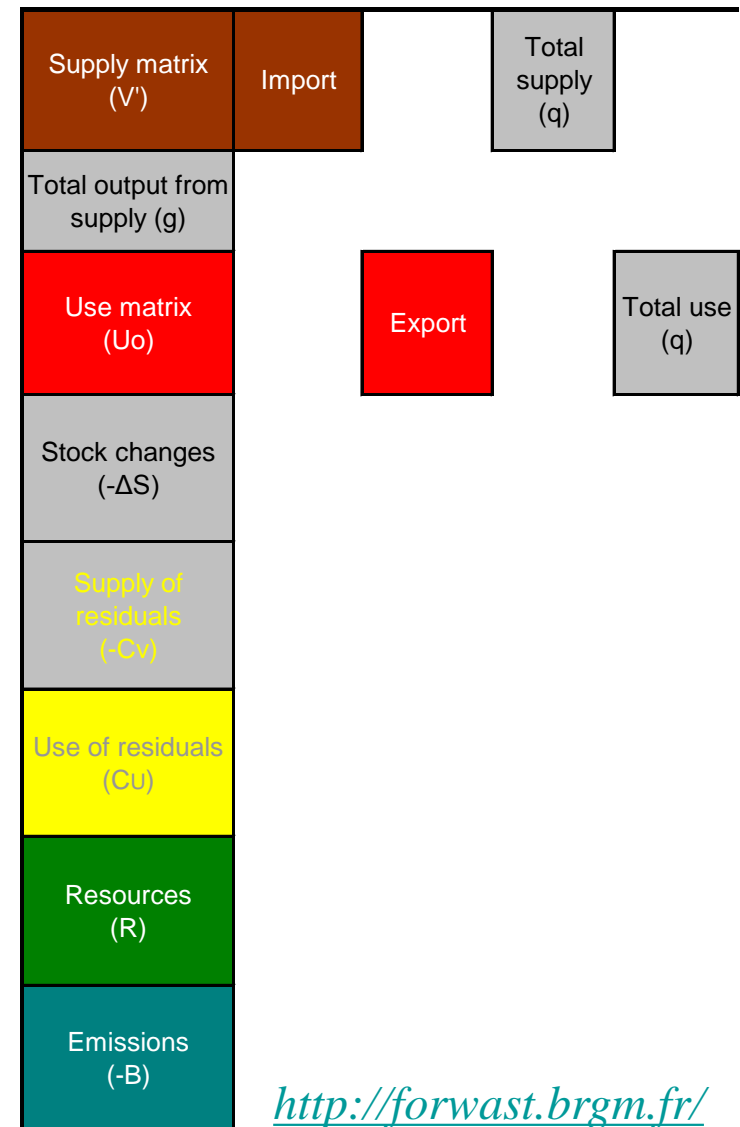 Supply matrix
(V')
Import
Total
supply
(q)
Total output from
supply (g)
Use matrix
(Uo)
Export
Total use
(q)
Stock changes
(-ΔS)
Supply of
residuals
(-Cv)
Use of residuals
(CU)
Resources
(R)
Emissions
(-B)
http://forwast.brgm.fr/